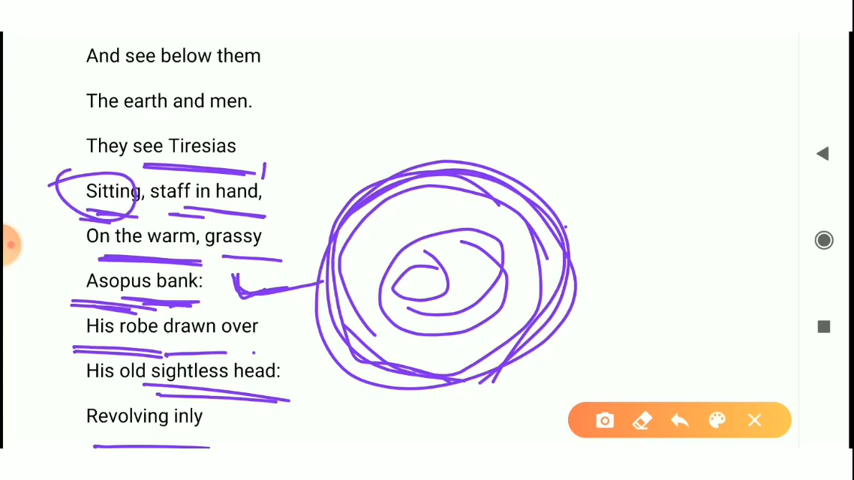 And see below them
The earth and men.
They see Tiresias
Sitting, staff in hand,
On the warm, grassy
Asopus bank:
His robe drawn over
His old sightless head:
Revolving inly